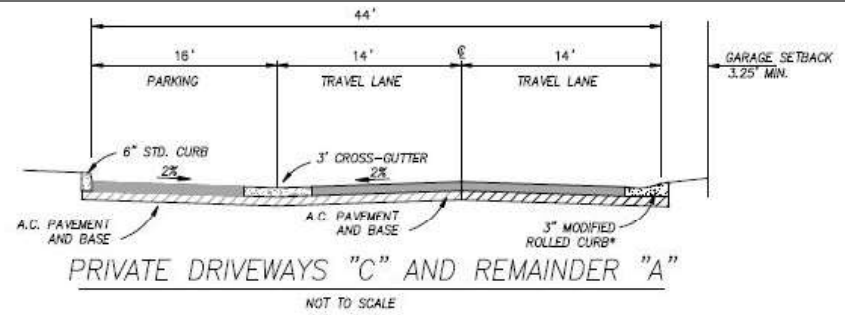 44'
16'
14'
℄
14'
PARKING
TRAVEL LANE
TRAVEL LANE
GARAGE SETBACK
3.25' MIN.
6" STD. CURB
2%
3' CROSS-GUTTER
2%
A.C. PAVEMENT
AND BASE
A.C. PAVEMENT
AND BASE
3" MODIFIED
ROLLED CURB*
PRIVATE DRIVEWAYS "C" AND REMAINDER "A"
NOT TO SCALE